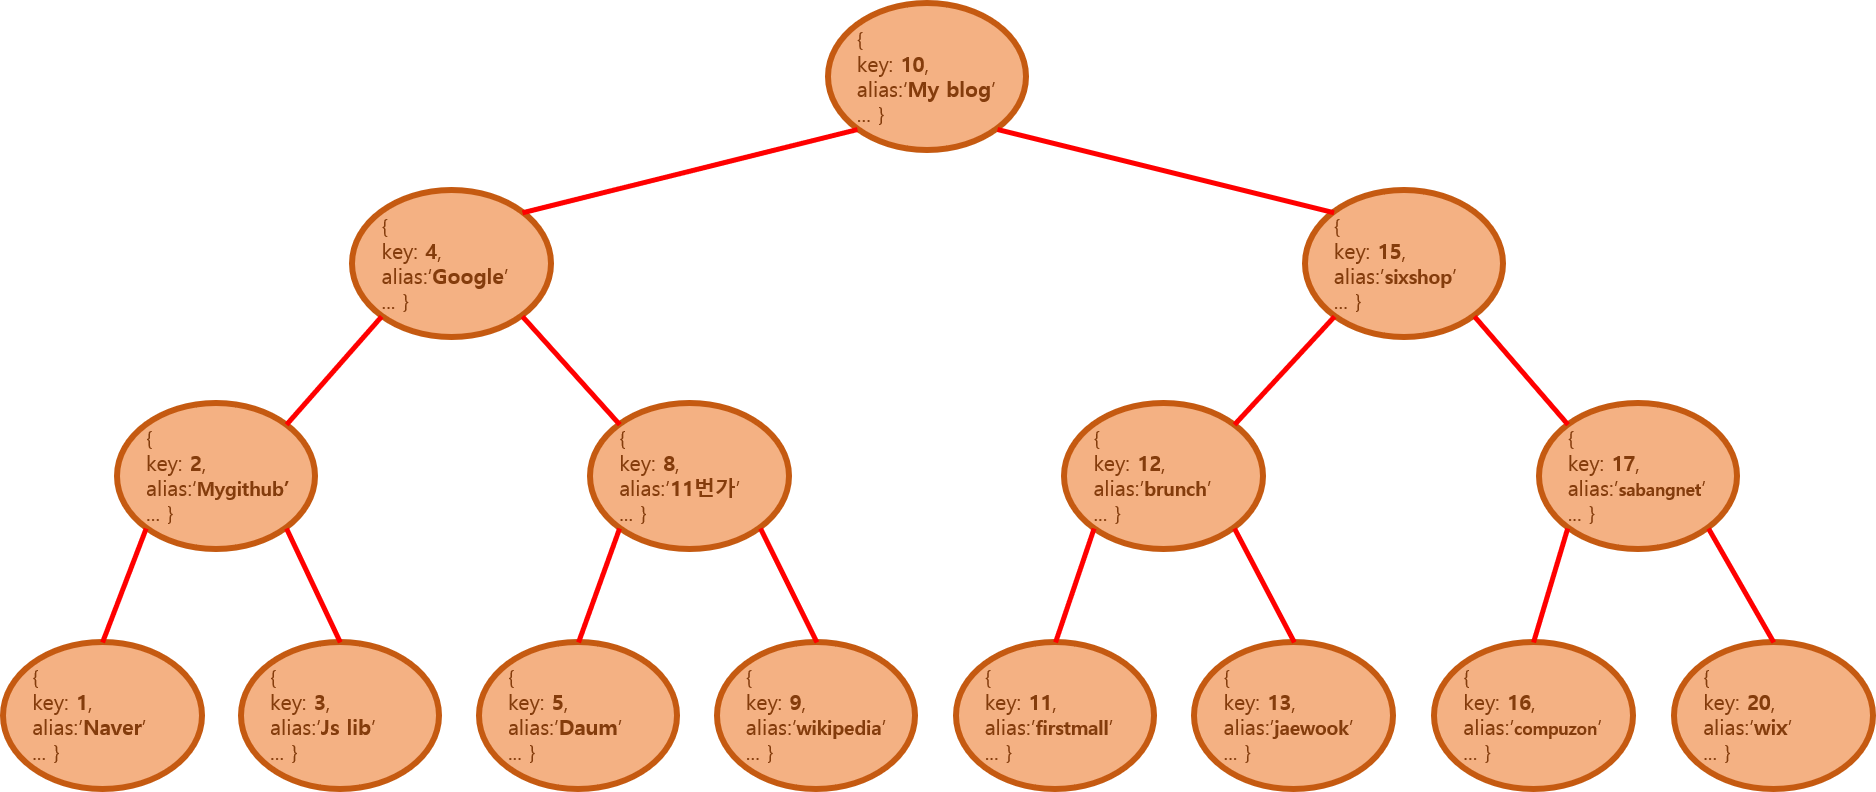 {
key: 10,
alias:‘My blog’
... }
{
key: 4,
alias:‘Google’
... }
{
key: 15,
alias:’sixshop’
... }
{
key: 2,
alias:’Mygithub’
... }
{
key: 8,
alias:’11번가’
... }
{
key: 12,
alias:’brunch’
... }
{
key: 17,
alias:’sabangnet’
... }
{
key: 1,
alias:’Naver’
... }
{
key: 3,
alias:’Js lib’
... }
{
key: 5,
alias:’Daum’
... }
{
key: 9,
alias:’wikipedia’
... }
{
key: 11,
alias:’firstmall’
... }
{
key: 13,
alias:’jaewook’
... }
{
key: 16,
alias:’compuzon’
... }
{
key: 20,
alias:’wix’
... }